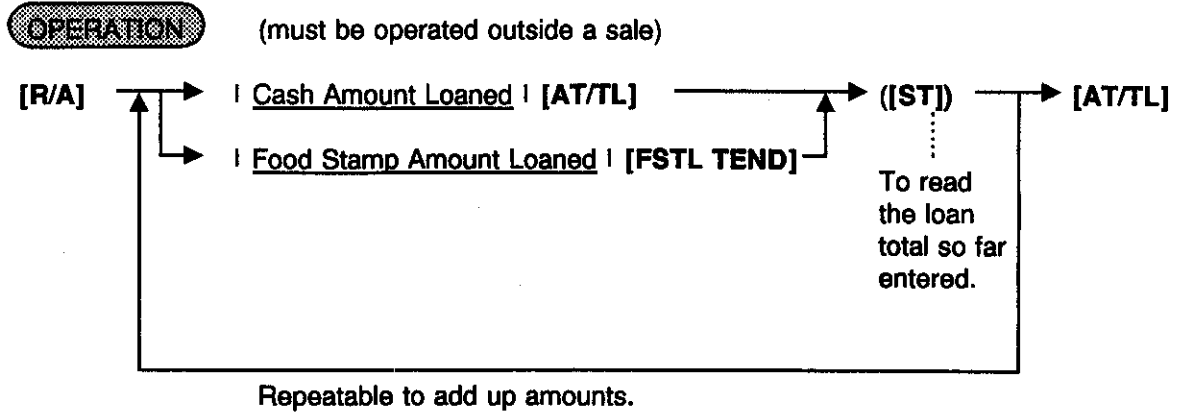 OPERATION (must be operated outside a sale)
[R/A] | Cash Amount Loaned | [AT/TL] ([ST]) [AT/TL]
| Food Stamp Amount Loaned | [FSTL TEND]
To read
the loan
total so far
entered.
Repeatable to add up amounts.